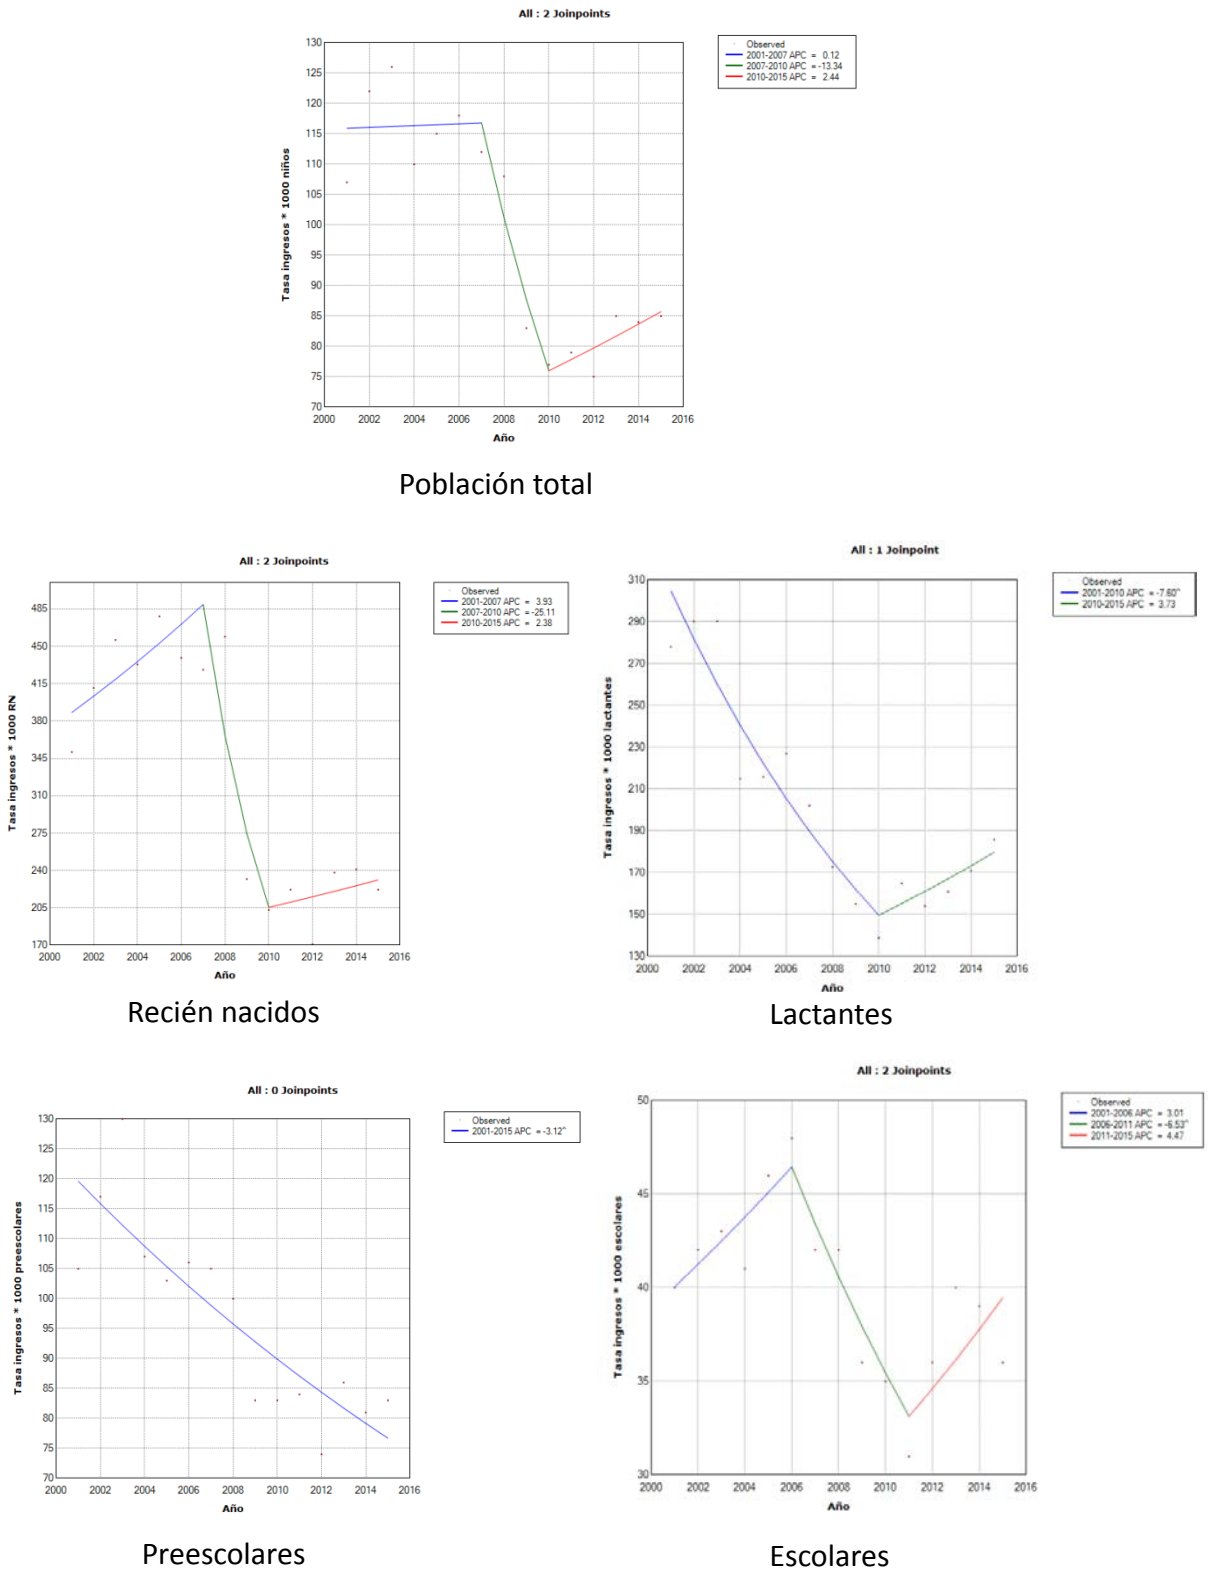 All : 2 Joinpoints
Observed
2001-2007 APC = 0.12
2007-2010 APC =-13.34
2010-2015 APC = 2.44
Tasa ingresos * 1000 niños
130
125
120
115
110
105
100
95
90
85
80
75
70
2000 2002 2004 2006 2008 2010 2012 2014 2016
Año
Población total
All : 2 Joinpoints
Observed
2001-2007 APC = 3.93
2007-2010 APC =-25.11
2010-2015 APC = 2.38
Tasa ingresos * 1000 RN
485
450
415
380
345
310
275
240
205
170
2000 2002 2004 2006 2008 2010 2012 2014 2016
Año
Recién nacidos
All : 1 Joinpoint
Observed
2001-2010 APC = -7.60^
2010-2015 APC = 3.73
Tasa ingresos * 1000 lactantes
310
290
270
250
230
210
190
170
150
130
2000 2002 2004 2006 2008 2010 2012 2014 2016
Año
Lactantes
All : 0 Joinpoints
Observed
2001-2015 APC = -3.12^
Tasa ingresos * 1000 preescolares
130
125
120
115
110
105
100
95
90
85
80
75
70
2000 2002 2004 2006 2008 2010 2012 2014 2016
Año
Preescolares
All : 2 Joinpoints
Observed
2001-2006 APC = 3.01
2006-2011 APC = -6.53^
2011-2015 APC = 4.47
Tasa ingresos * 1000 escolares
50
45
40
35
30
2000 2002 2004 2006 2008 2010 2012 2014 2016
Año
Escolares